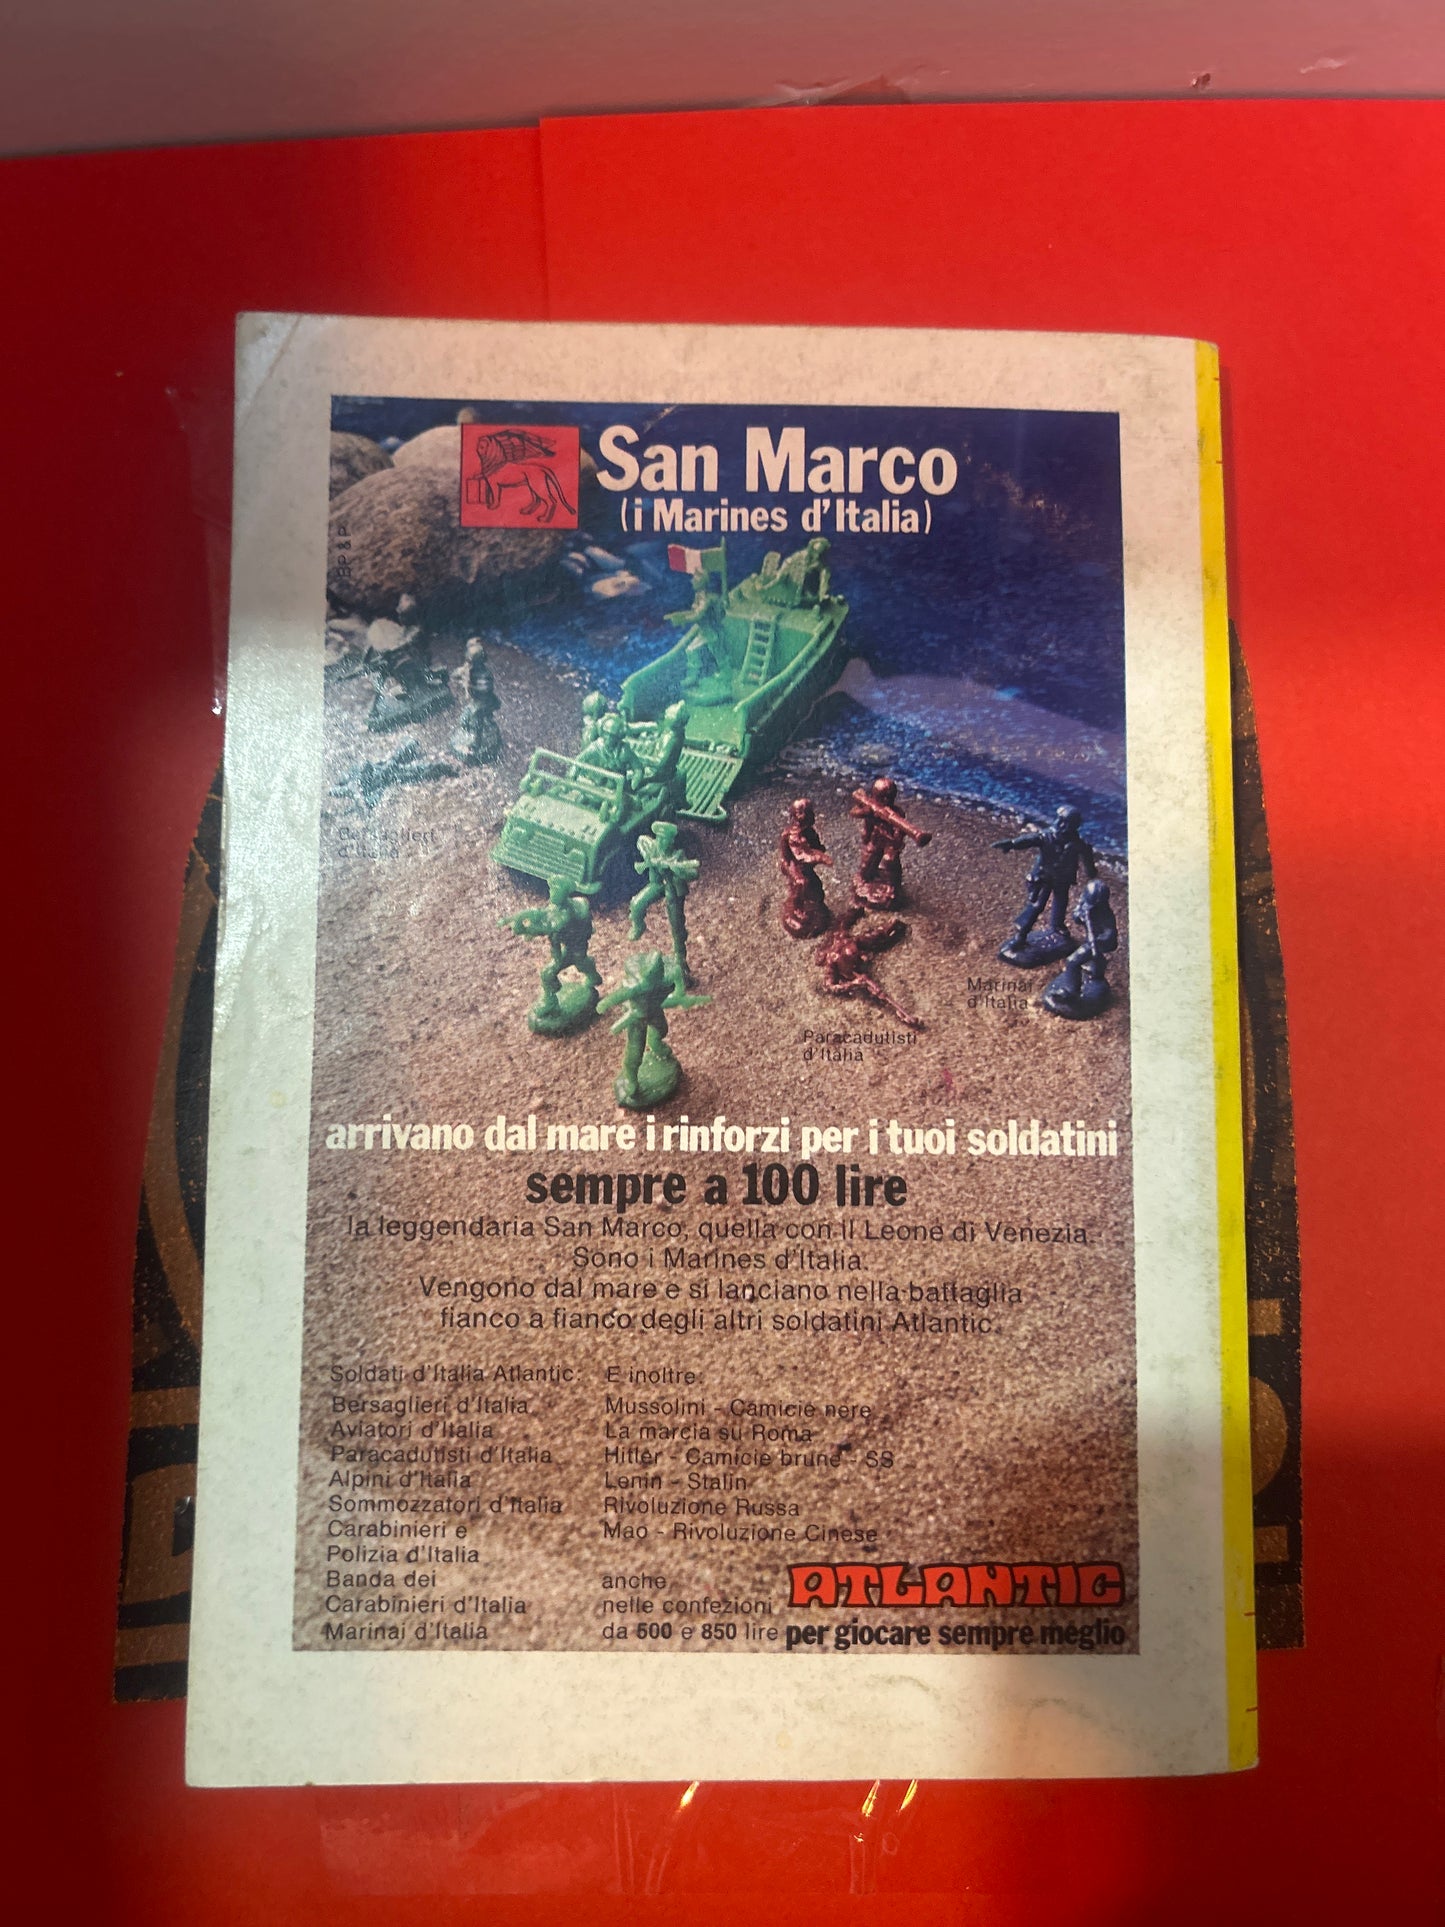 San Marco
(i Marines d'Italia)
BP & P
Bersaglieri
d'Italia
Marinai
d'Italia
Paracadutisti
d'Italia
arrivano dal mare i rinforzi per i tuoi soldatini
sempre a 100 lire
la leggendaria San Marco, quella con il Leone di Venezia.
Sono i Marines d'Italia.
Vengono dal mare e si lanciano nella battaglia
fianco a fianco degli altri soldatini Atlantic.
Soldati d'Italia Atlantic:
Bersaglieri d'Italia
Aviatori d'Italia
Paracadutisti d'Italia
Alpini d'Italia
Sommozzatori d'Italia
Carabinieri e
Polizia d'Italia
Banda dei
Carabinieri d'Italia
Marinai d'Italia
E inoltre:
Mussolini - Camicie nere
La marcia su Roma
Hitler - Camicie brune - SS
Lenin - Stalin
Rivoluzione Russa
Mao - Rivoluzione Cinese
anche
nelle confezioni
da 500 e 850 lire
ATLANTIC
per giocare sempre meglio